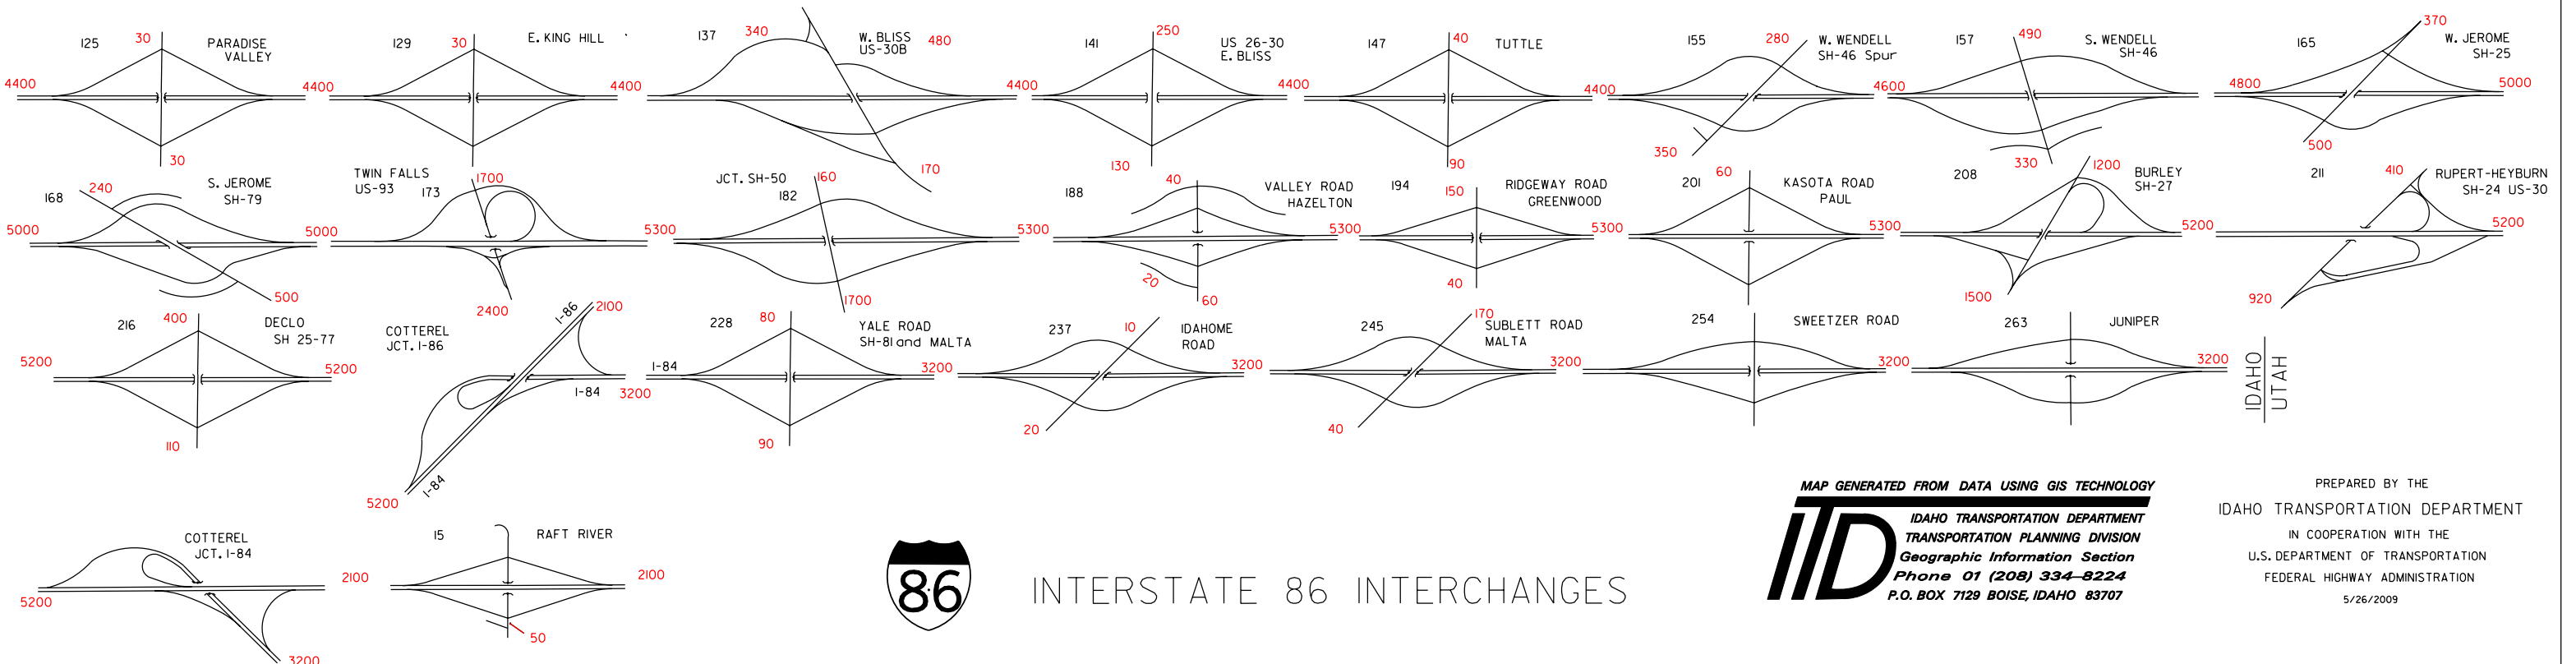 125
30
PARADISE
VALLEY
4400
4400
30
129
30
E. KING HILL
4400
137
340
W. BLISS
US-30B
480
4400
170
141
250
US 26-30
E. BLISS
4400
130
147
40
TUTTLE
4400
90
155
280
W. WENDELL
SH-46 Spur
4600
350
157
490
S. WENDELL
SH-46
4800
330
165
370
W. JEROME
SH-25
5000
500
168
240
S. JEROME
SH-79
5000
5000
500
TWIN FALLS
US-93
173
1700
5300
2400
JCT. SH-50
182
160
5300
1700
188
40
VALLEY ROAD
HAZELTON
5300
20
60
194
150
RIDGEWAY ROAD
GREENWOOD
5300
40
201
60
KASOTA ROAD
PAUL
5300
208
1200
BURLEY
SH-27
5200
1500
211
410
RUPERT-HEYBURN
SH-24 US-30
5200
920
216
400
DECLO
SH 25-77
5200
5200
110
COTTEREL
JCT. I-86
I-86
2100
I-84
3200
I-84
5200
228
80
YALE ROAD
SH-81 and MALTA
I-84
3200
90
237
10
IDAHOME
ROAD
3200
20
245
170
SUBLETT ROAD
MALTA
3200
40
254
SWEETZER ROAD
3200
263
JUNIPER
3200
IDAHO
UTAH
COTTEREL
JCT. I-84
5200
2100
3200
15
RAFT RIVER
2100
50
86
INTERSTATE 86 INTERCHANGES
MAP GENERATED FROM DATA USING GIS TECHNOLOGY
ITD
IDAHO TRANSPORTATION DEPARTMENT
TRANSPORTATION PLANNING DIVISION
Geographic Information Section
Phone 01 (208) 334-8224
P.O. BOX 7129 BOISE, IDAHO 83707
PREPARED BY THE
IDAHO TRANSPORTATION DEPARTMENT
IN COOPERATION WITH THE
U.S. DEPARTMENT OF TRANSPORTATION
FEDERAL HIGHWAY ADMINISTRATION
5/26/2009